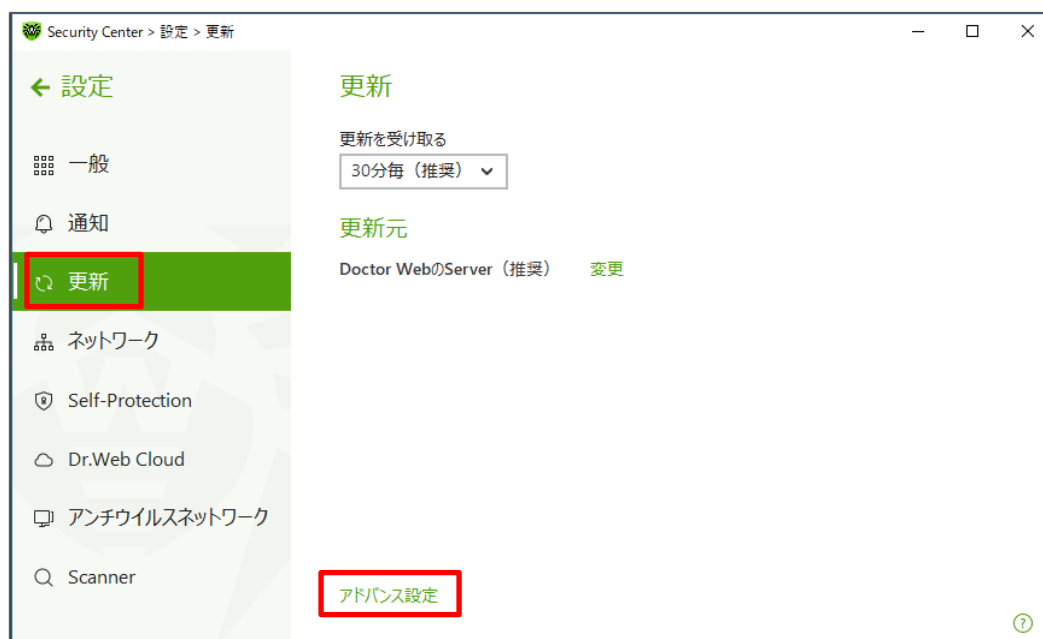 Security Center > 設定 > 更新
設定
一般
通知
更新
ネットワーク
Self-Protection
Dr.Web Cloud
アンチウイルスネットワーク
Scanner
更新
更新を受け取る
30分毎（推奨）
更新元
Doctor WebのServer（推奨） 変更
アドバンス設定
?